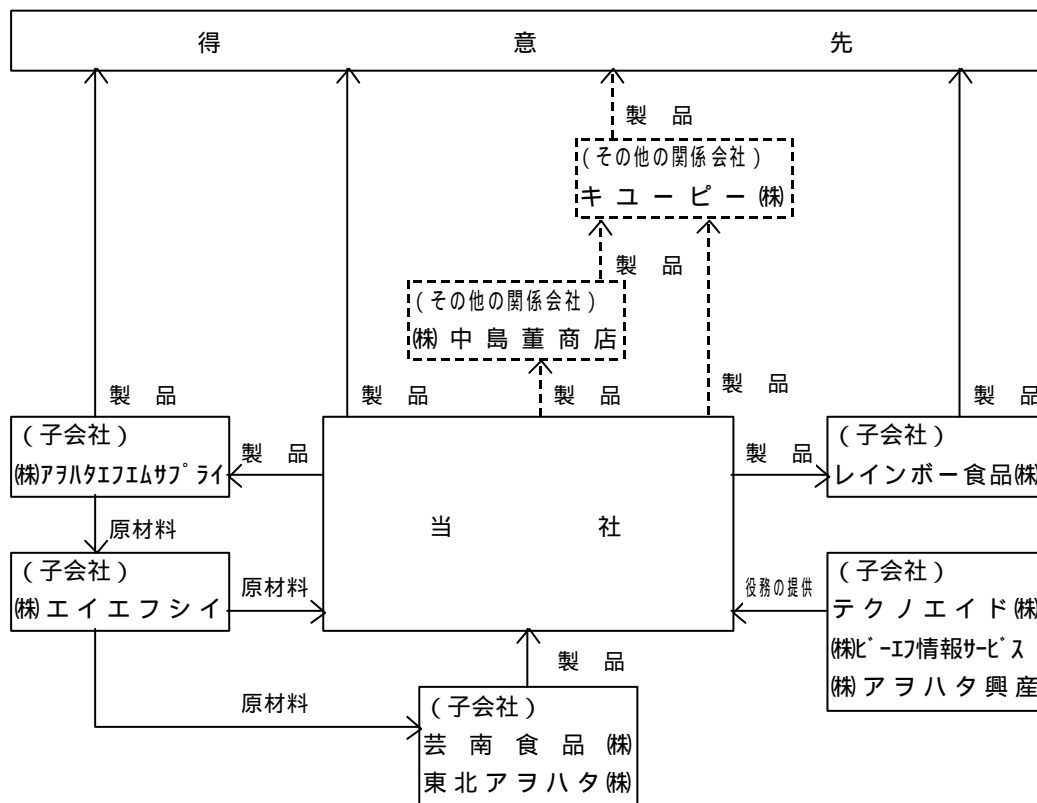 得意先
製品
(その他の関係会社)
キユーピー㈱
製品
(その他の関係会社)
㈱中島董商店
製品
製品
製品
製品
製品
(子会社)
㈱アヲハタエフエムサプライ
製品
製品
(子会社)
レインボー食品㈱
当社
原材料
(子会社)
㈱エイエフシイ
原材料
役務の提供
(子会社)
テクノエイド㈱
㈱ビーエフ情報サービス
㈱アヲハタ興産
製品
原材料
(子会社)
芸南食品㈱
東北アヲハタ㈱